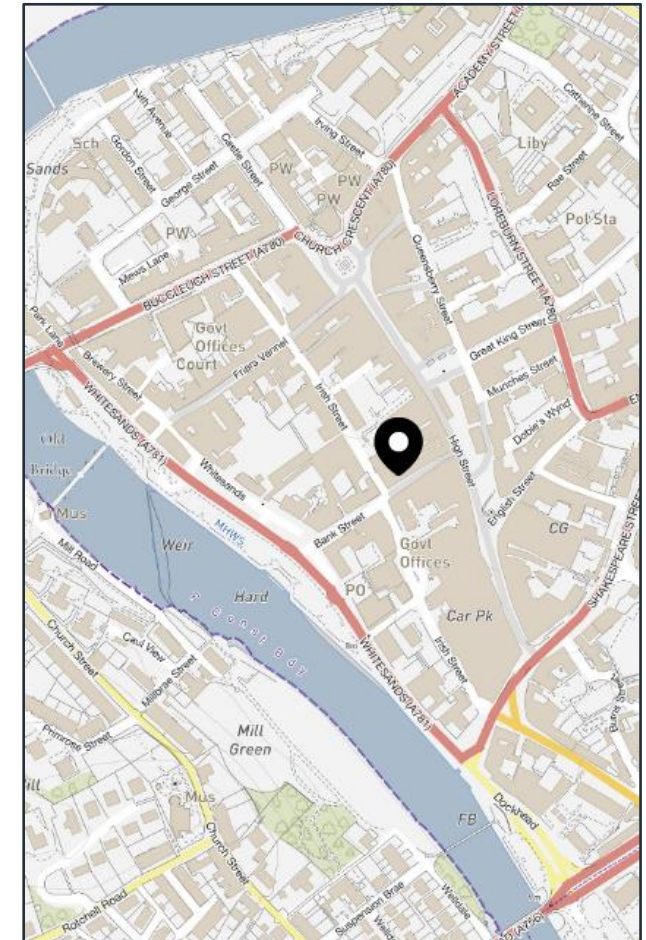 ACADEMY STREET
Catherine Street
Nith Avenue
Irving Street
Sch
Gordon Street
Castle Street
Liby
Sands
PW
Rae Street
George Street
PW
PW
CHURCH CRESCENT (A780)
LOREBURN STREET (A780)
Pol Sta
PW
Queensberry Street
Mews Lane
BUCCLEUCH STREET (A780)
Park Lane
Govt
Offices
Court
Great King Street
Brewery Street
Friars Vennel
Munches Street
Irish Street
WHITESANDS (A781)
Dobie's Wynd
Old
Bridge
Whitesands
High Street
English Street
Mus
MHWS
Bank Street
CG
Mill Road
Weir
Govt
Offices
SHAKESPEARE STREET
Hard
PO
Church Street
Caul View
F Const Bdy
Car Pk
Millbrae Street
WHITESANDS (A781)
Irish Street
Primrose Street
Mill
Green
Mus
Dockhead
FB
Church Street
Rotchell Road
Suspension Brae
Welldale
(A756)